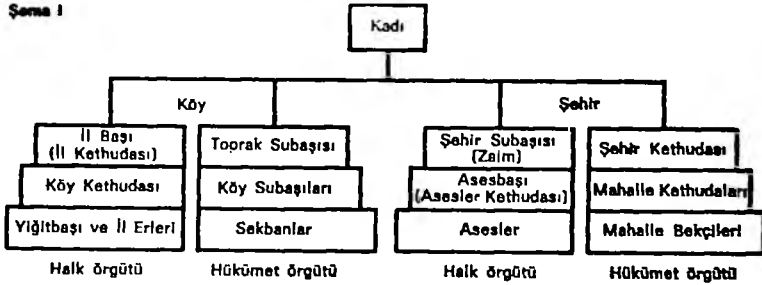 Şema I
Kadı
Köy
Şehir
İl Başı
(İl Kethudası)
Köy Kethudası
Yiğitbaşı ve İl Erleri
Halk örgütü
Toprak Subaşısı
Köy Subaşıları
Sekbanlar
Hükümet örgütü
Şehir Subaşısı
(Zaim)
Asesbaşı
(Asesler Kethudası)
Asesler
Halk örgütü
Şehir Kethudası
Mahalle Kethudaları
Mahalle Bekçileri
Hükümet örgütü